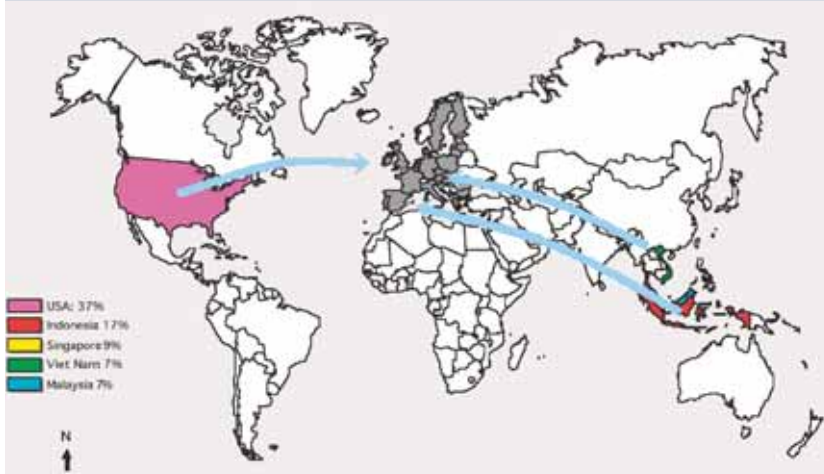 USA: 37%
Indonesia 17%
Singapore 9%
Viet Nam 7%
Malaysia 7%
N